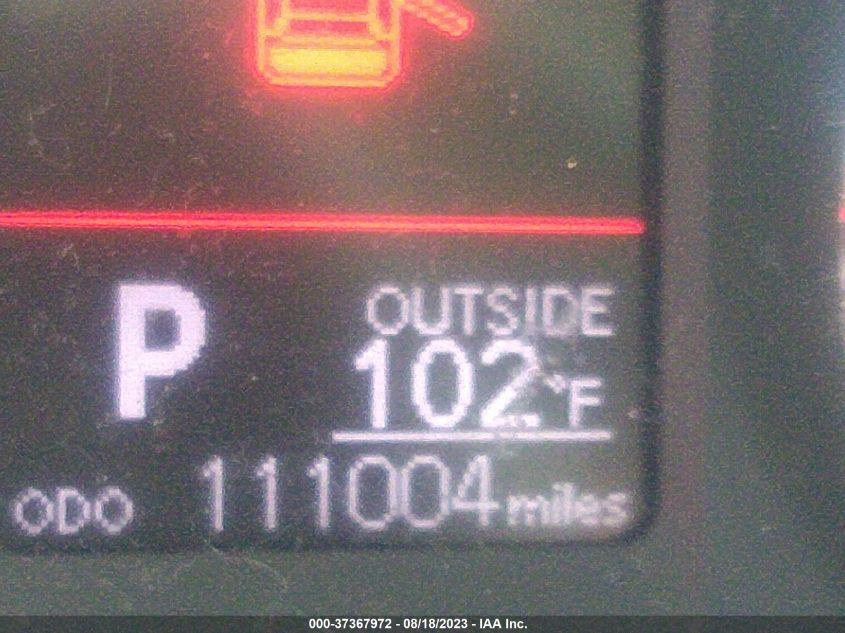 P
OUTSIDE
102°F
ODO 111004 miles
000-37367972 - 08/18/2023 - IAA Inc.